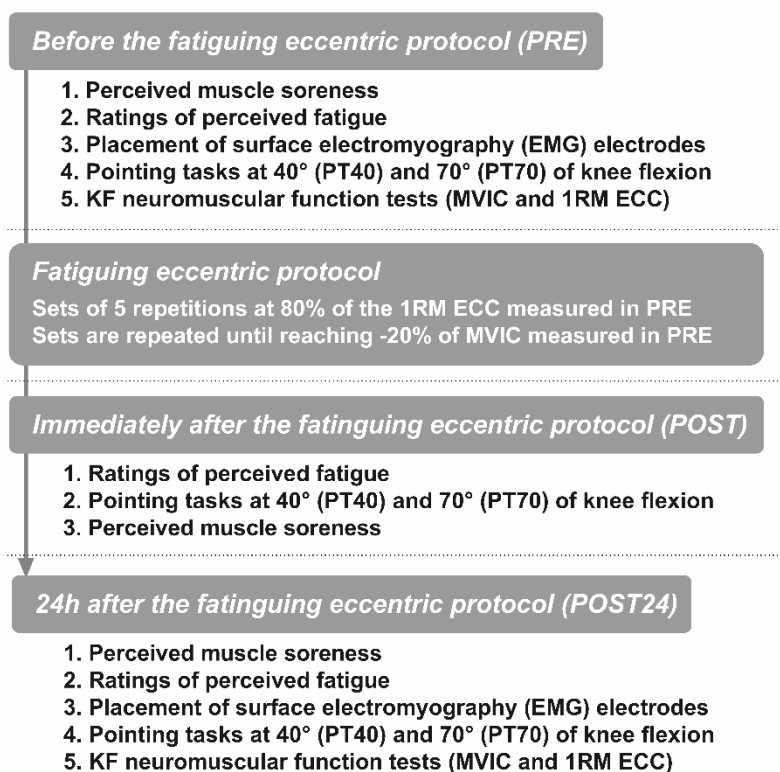 Before the fatiguing eccentric protocol (PRE)
1. Perceived muscle soreness
2. Ratings of perceived fatigue
3. Placement of surface electromyography (EMG) electrodes
4. Pointing tasks at 40° (PT40) and 70° (PT70) of knee flexion
5. KF neuromuscular function tests (MVIC and 1RM ECC)
Fatiguing eccentric protocol
Sets of 5 repetitions at 80% of the 1RM ECC measured in PRE
Sets are repeated until reaching -20% of MVIC measured in PRE
Immediately after the fatinguing eccentric protocol (POST)
1. Ratings of perceived fatigue
2. Pointing tasks at 40° (PT40) and 70° (PT70) of knee flexion
3. Perceived muscle soreness
24h after the fatinguing eccentric protocol (POST24)
1. Perceived muscle soreness
2. Ratings of perceived fatigue
3. Placement of surface electromyography (EMG) electrodes
4. Pointing tasks at 40° (PT40) and 70° (PT70) of knee flexion
5. KF neuromuscular function tests (MVIC and 1RM ECC)